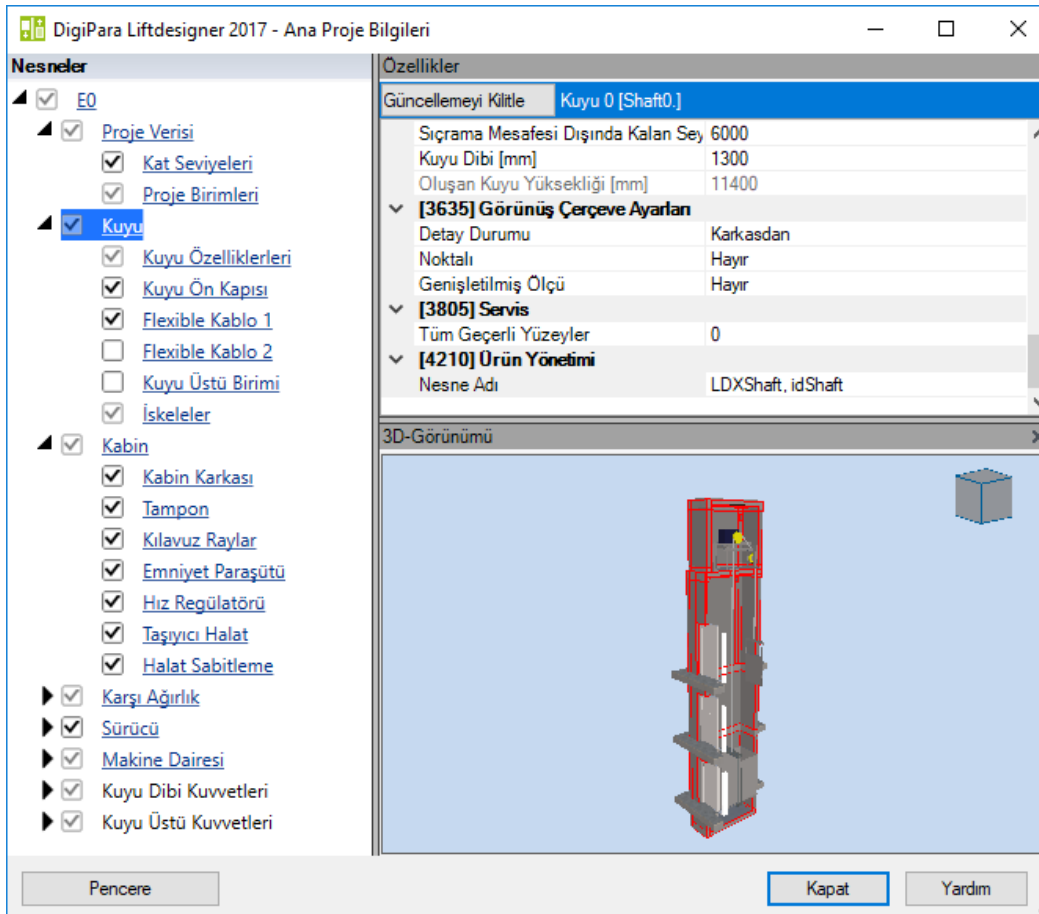 DigiPara Liftdesigner 2017 - Ana Proje Bilgileri
Nesneler
E0
Proje Verisi
Kat Seviyeleri
Proje Birimleri
Kuyu
Kuyu Özelliklerleri
Kuyu Ön Kapısı
Flexible Kablo 1
Flexible Kablo 2
Kuyu Üstü Birimi
İskeleler
Kabin
Kabin Karkası
Tampon
Kılavuz Raylar
Emniyet Paraşütü
Hız Regülatörü
Taşıyıcı Halat
Halat Sabitleme
Karşı Ağırlık
Sürücü
Makine Dairesi
Kuyu Dibi Kuvvetleri
Kuyu Üstü Kuvvetleri
Özellikler
Güncellemeyi Kilitle Kuyu 0 [Shaft0.]
Sıçrama Mesafesi Dışında Kalan Sey 6000
Kuyu Dibi [mm] 1300
Oluşan Kuyu Yüksekliği [mm] 11400
[3635] Görünüş Çerçeve Ayarları
Detay Durumu Karkasdan
Noktalı Hayır
Genişletilmiş Ölçü Hayır
[3805] Servis
Tüm Geçerli Yüzeyler 0
[4210] Ürün Yönetimi
Nesne Adı LDXShaft, idShaft
3D-Görünümü
Pencere Kapat Yardım